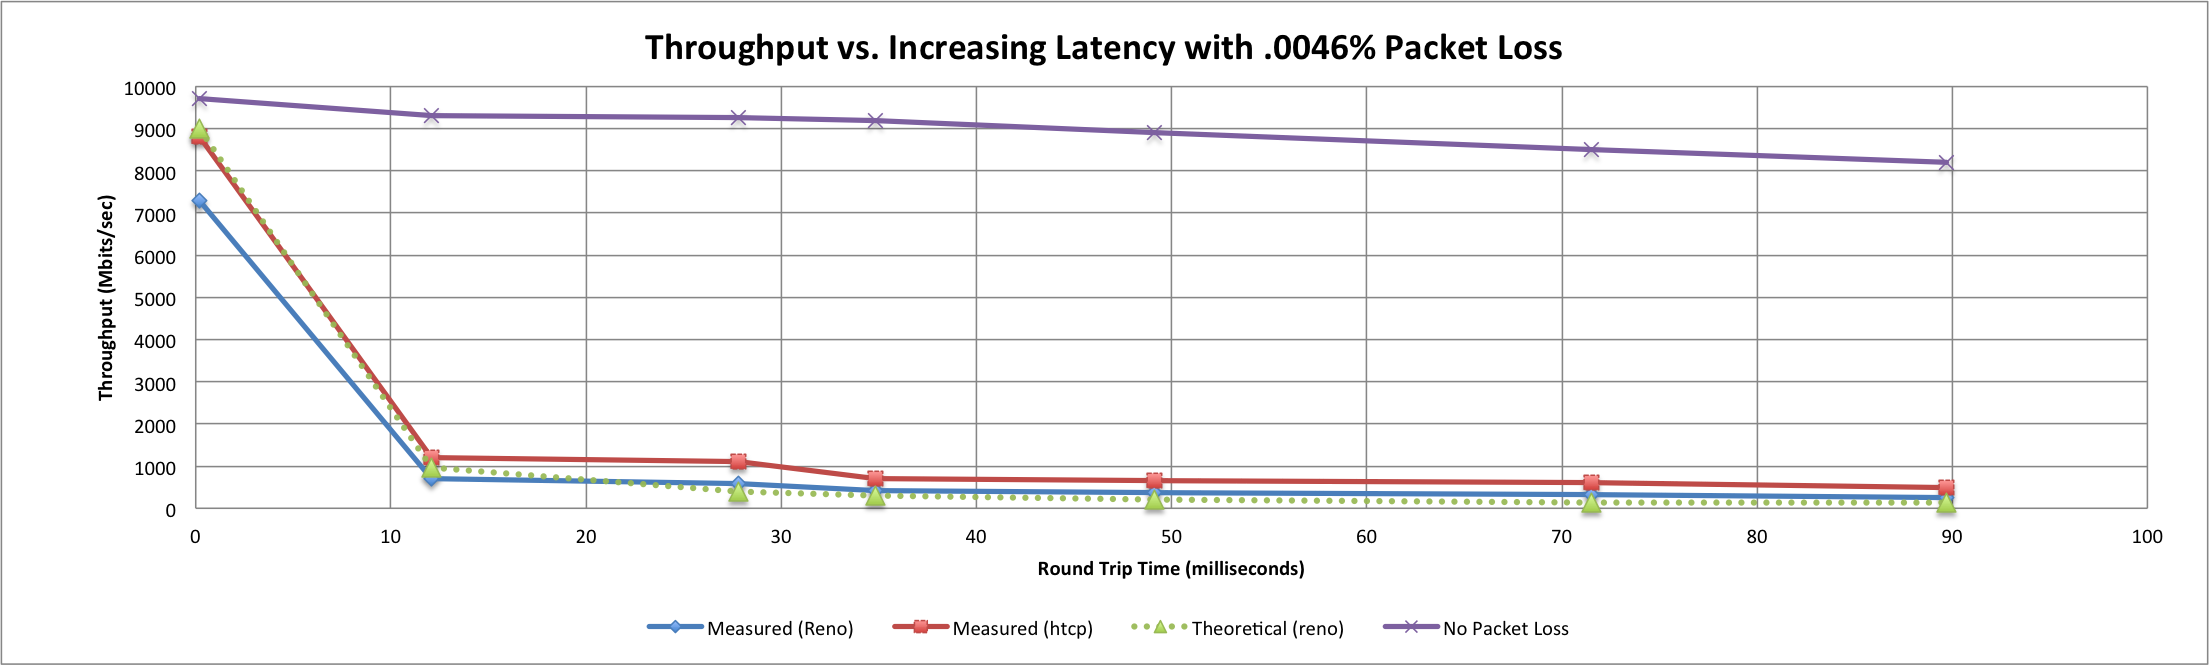 Throughput vs. Increasing Latency with .0046% Packet Loss
Throughput (Mbits/sec)
10000
9000
8000
7000
6000
5000
4000
3000
2000
1000
0
0 10 20 30 40 50 60 70 80 90 100
Round Trip Time (milliseconds)
Measured (Reno) Measured (htcp) Theoretical (reno) No Packet Loss